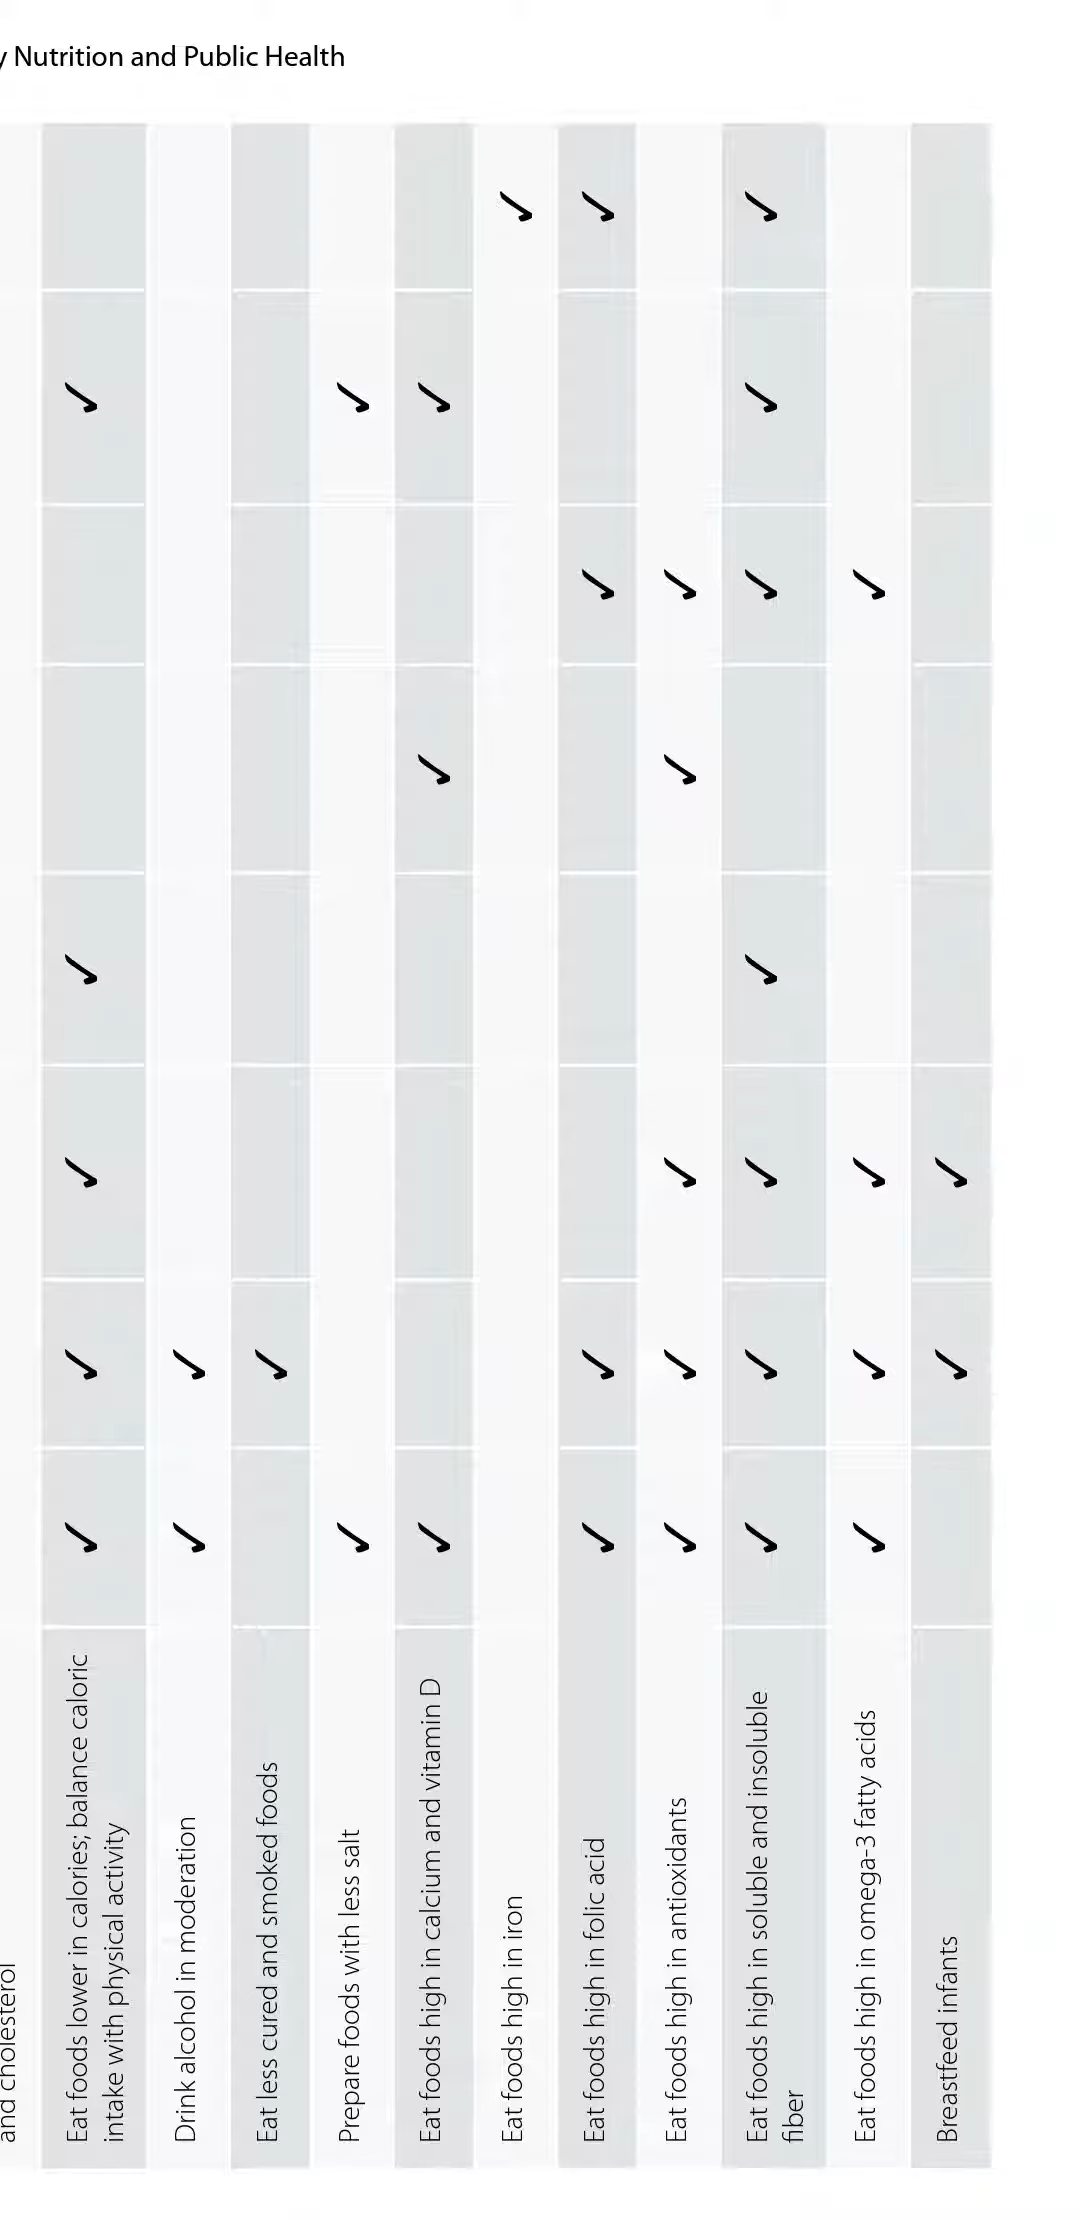 Nutrition and Public Health
and cholesterol
Eat foods lower in calories; balance caloric
intake with physical activity
Drink alcohol in moderation
Eat less cured and smoked foods
Prepare foods with less salt
Eat foods high in calcium and vitamin D
Eat foods high in iron
Eat foods high in folic acid
Eat foods high in antioxidants
Eat foods high in soluble and insoluble
fiber
Eat foods high in omega-3 fatty acids
Breastfeed infants